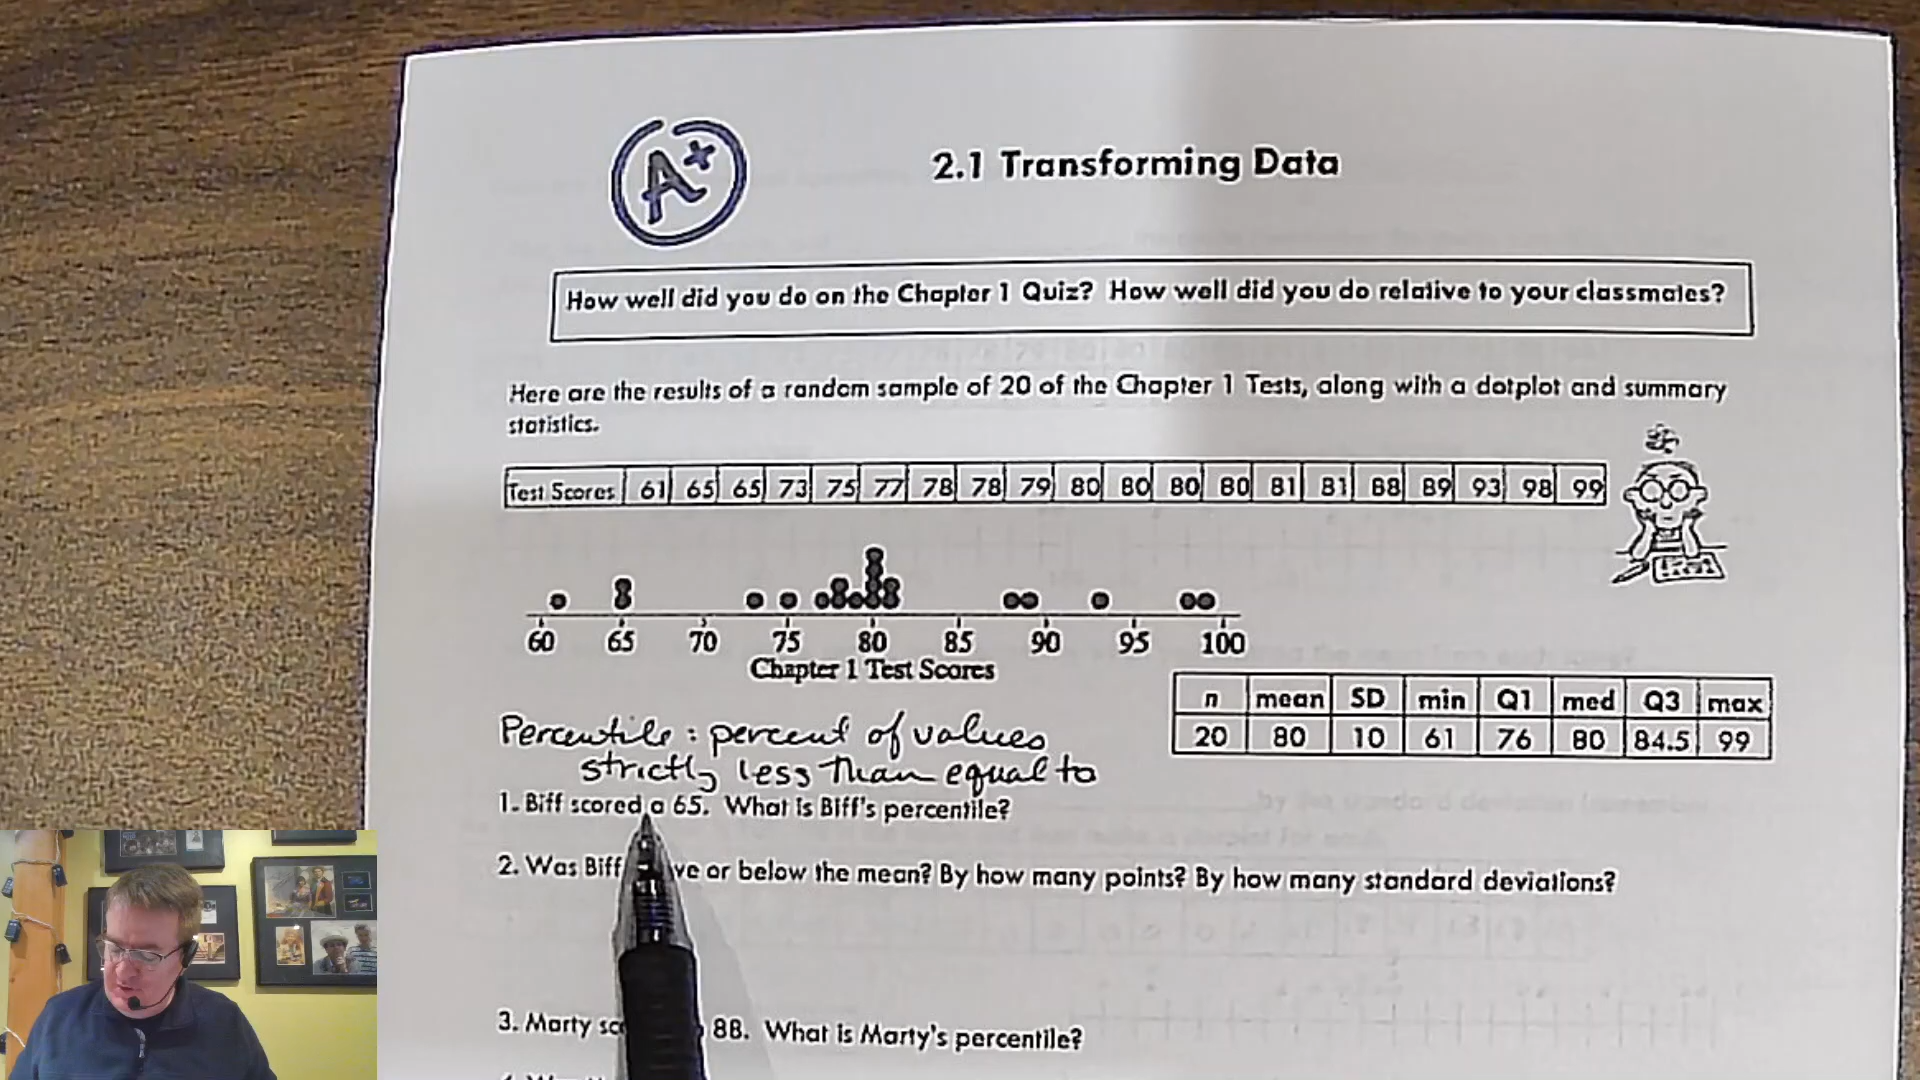 A+
2.1 Transforming Data
How well did you do on the Chapter 1 Quiz? How well did you do relative to your classmates?
Here are the results of a random sample of 20 of the Chapter 1 Tests, along with a dotplot and summary
statistics.
Test Scores 61 65 65 73 75 77 78 78 79 80 80 80 80 81 81 88 89 93 98 99
60 65 70 75 80 85 90 95 100
Chapter 1 Test Scores
n mean SD min Q1 med Q3 max
20 80 10 61 76 80 84.5 99
Percentile : percent of values
strictly less than equal to
1. Biff scored a 65. What is Biff's percentile?
2. Was Biff or below the mean? By how many points? By how many standard deviations?
3. Marty 88. What is Marty's percentile?